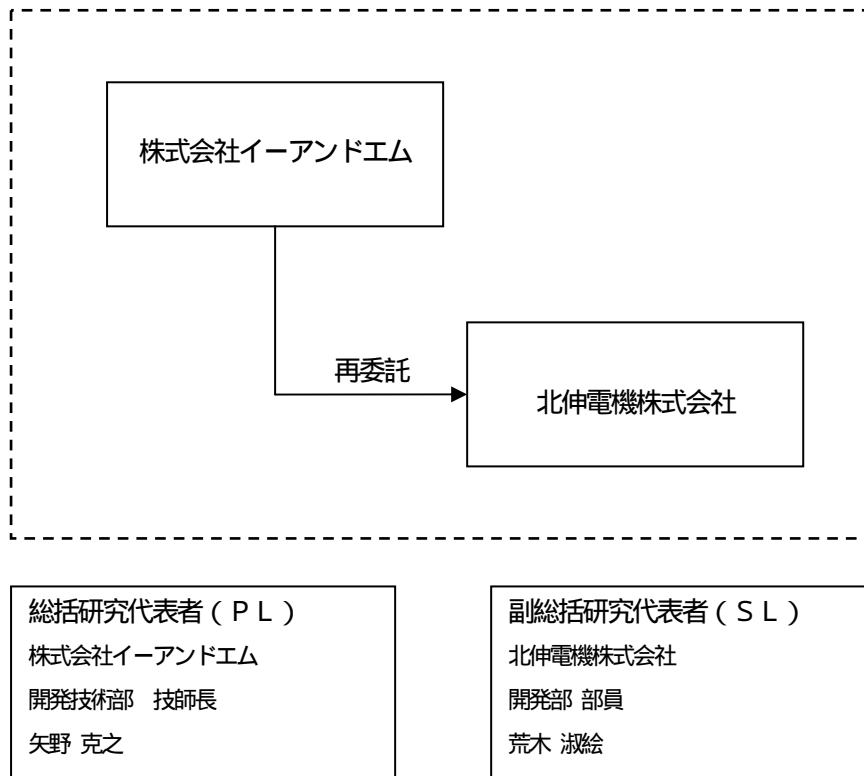 株式会社イーアンドエム
再委託
北伸電機株式会社
総括研究代表者（ＰＬ）
株式会社イーアンドエム
開発技術部　技師長
矢野 克之
副総括研究代表者（ＳＬ）
北伸電機株式会社
開発部 部員
荒木 淑絵